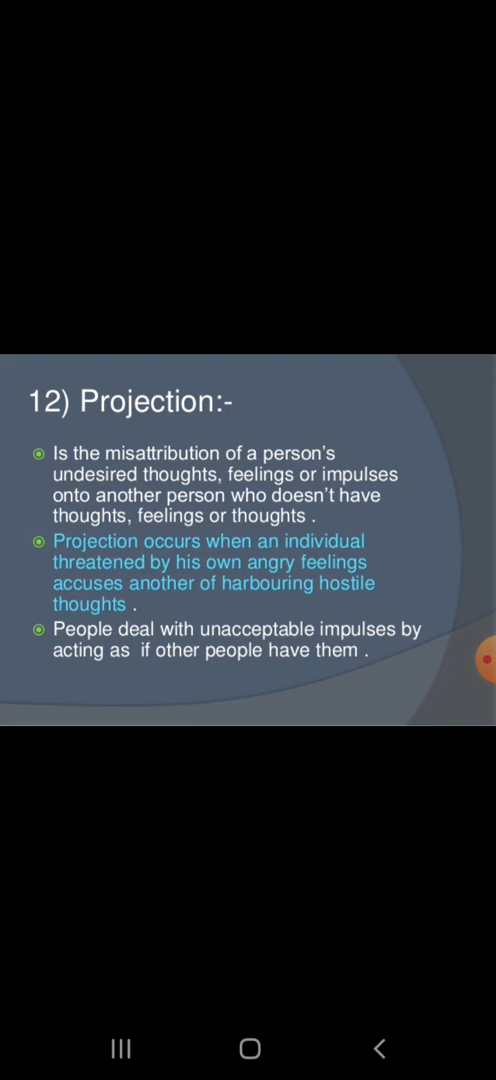 12) Projection:-
Is the misattribution of a person's
undesired thoughts, feelings or impulses
onto another person who doesn't have
thoughts, feelings or thoughts .
Projection occurs when an individual
threatened by his own angry feelings
accuses another of harbouring hostile
thoughts .
People deal with unacceptable impulses by
acting as if other people have them .